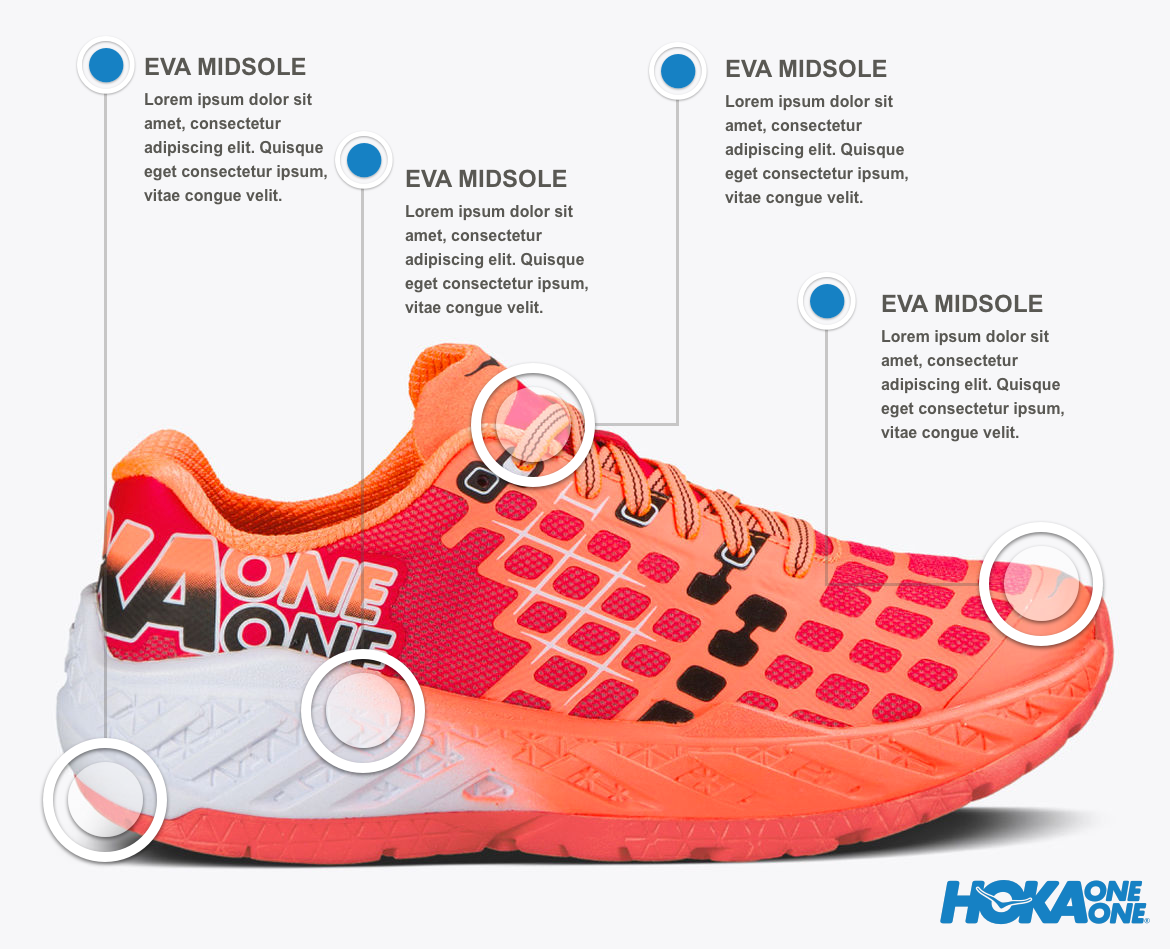 EVA MIDSOLE
Lorem ipsum dolor sit
amet, consectetur
adipiscing elit. Quisque
eget consectetur ipsum,
vitae congue velit.
EVA MIDSOLE
Lorem ipsum dolor sit
amet, consectetur
adipiscing elit. Quisque
eget consectetur ipsum,
vitae congue velit.
EVA MIDSOLE
Lorem ipsum dolor sit
amet, consectetur
adipiscing elit. Quisque
eget consectetur ipsum,
vitae congue velit.
EVA MIDSOLE
Lorem ipsum dolor sit
amet, consectetur
adipiscing elit. Quisque
eget consectetur ipsum,
vitae congue velit.
KA ONE
ONE
HOKA ONE
ONE®